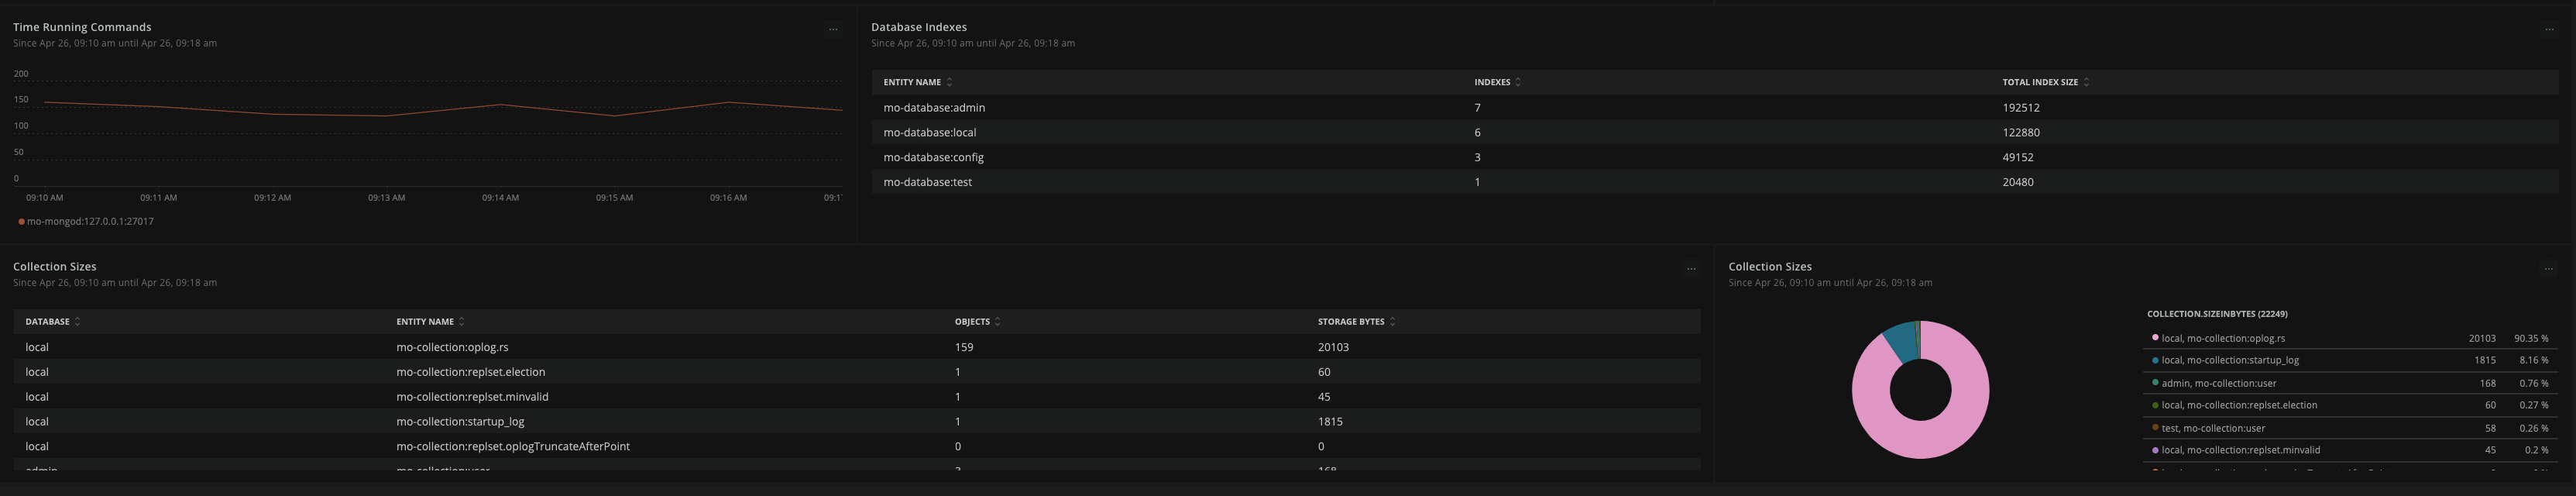 Time Running Commands
...
Since Apr 26, 09:10 am until Apr 26, 09:18 am
200
150
100
50
0
09:10 AM 09:11 AM 09:12 AM 09:13 AM 09:14 AM 09:15 AM 09:16 AM
mo-mongod:127.0.0.1:27017
Database Indexes
...
Since Apr 26, 09:10 am until Apr 26, 09:18 am
ENTITY NAME INDEXES TOTAL INDEX SIZE
mo-database:admin 7 192512
mo-database:local 6 122880
mo-database:config 3 49152
mo-database:test 1 20480
Collection Sizes
...
Since Apr 26, 09:10 am until Apr 26, 09:18 am
DATABASE ENTITY NAME OBJECTS STORAGE BYTES
local mo-collection:oplog.rs 159 20103
local mo-collection:replset.election 1 60
local mo-collection:replset.minvalid 1 45
local mo-collection:startup_log 1 1815
local mo-collection:replset.oplogTruncateAfterPoint 0 0
admin mo-collection:user 168
Collection Sizes
...
Since Apr 26, 09:10 am until Apr 26, 09:18 am
COLLECTION.SIZEINBYTES (22249)
local, mo-collection:oplog.rs 20103 90.35 %
local, mo-collection:startup_log 1815 8.16 %
admin, mo-collection:user 168 0.76 %
local, mo-collection:replset.election 60 0.27 %
test, mo-collection:user 58 0.26 %
local, mo-collection:replset.minvalid 45 0.2 %